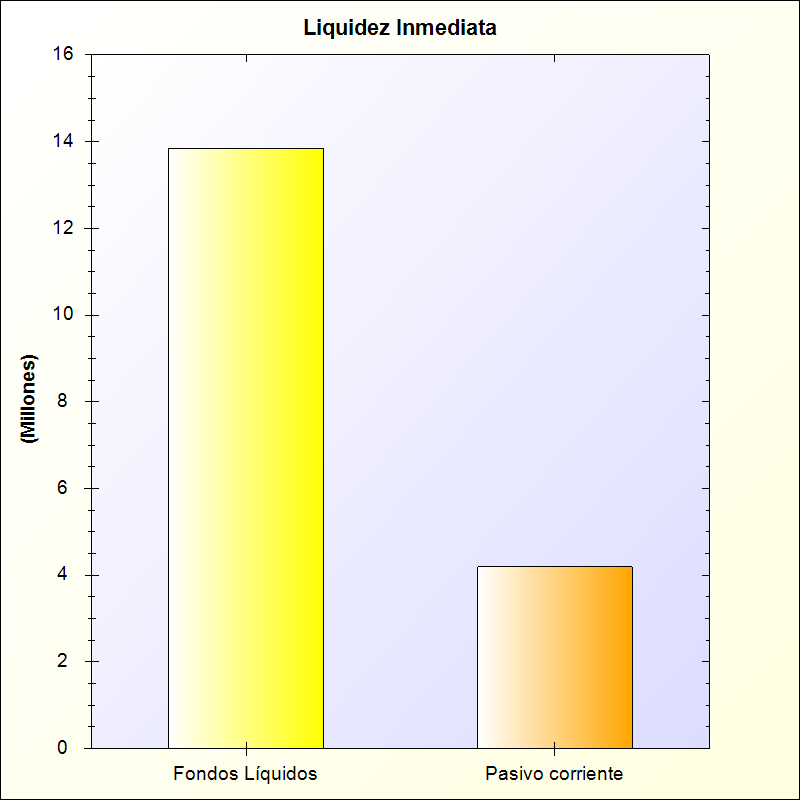 Liquidez Inmediata
16
14
12
10
8
6
4
2
0
(Millones)
Fondos Líquidos
Pasivo corriente